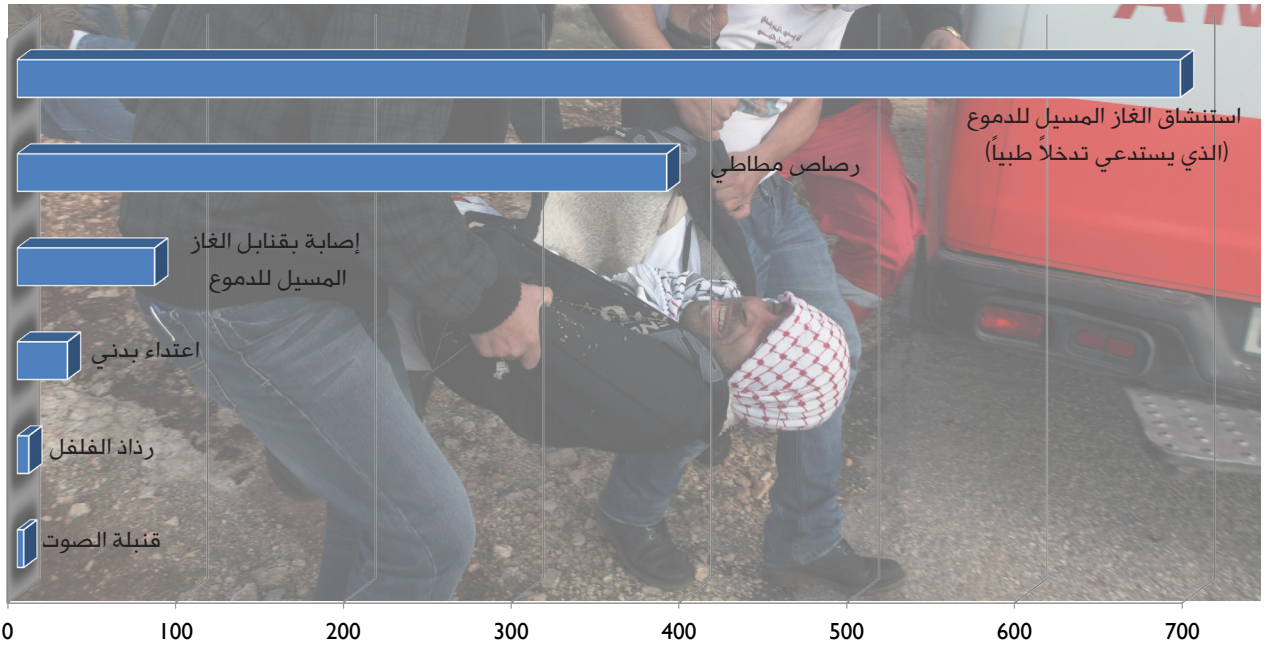 AM
استنشاق الغاز المسيل للدموع
(الذي يستدعي تدخلاً طبياً)
رصاص مطاطي
إصابة بقنابل الغاز
المسيل للدموع
اعتداء بدني
رذاذ الفلفل
قنبلة الصوت
0 100 200 300 400 500 600 700